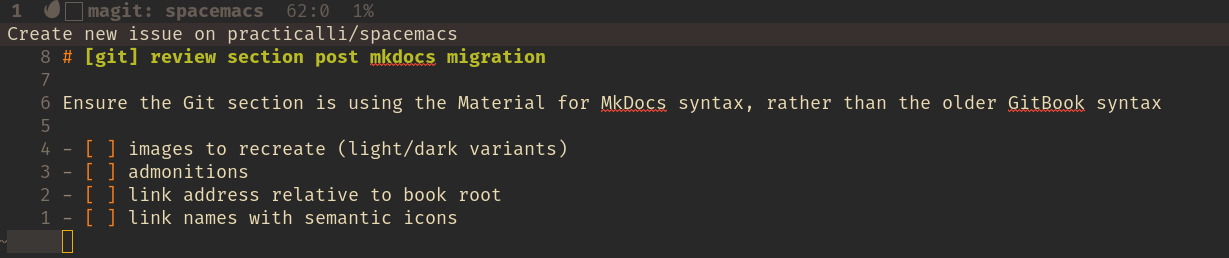 1 magit: spacemacs 62:0 1%
Create new issue on practicalli/spacemacs
8 # [git] review section post mkdocs migration
7
6 Ensure the Git section is using the Material for MkDocs syntax, rather than the older GitBook syntax
5
4 - [ ] images to recreate (light/dark variants)
3 - [ ] admonitions
2 - [ ] link address relative to book root
1 - [ ] link names with semantic icons
~